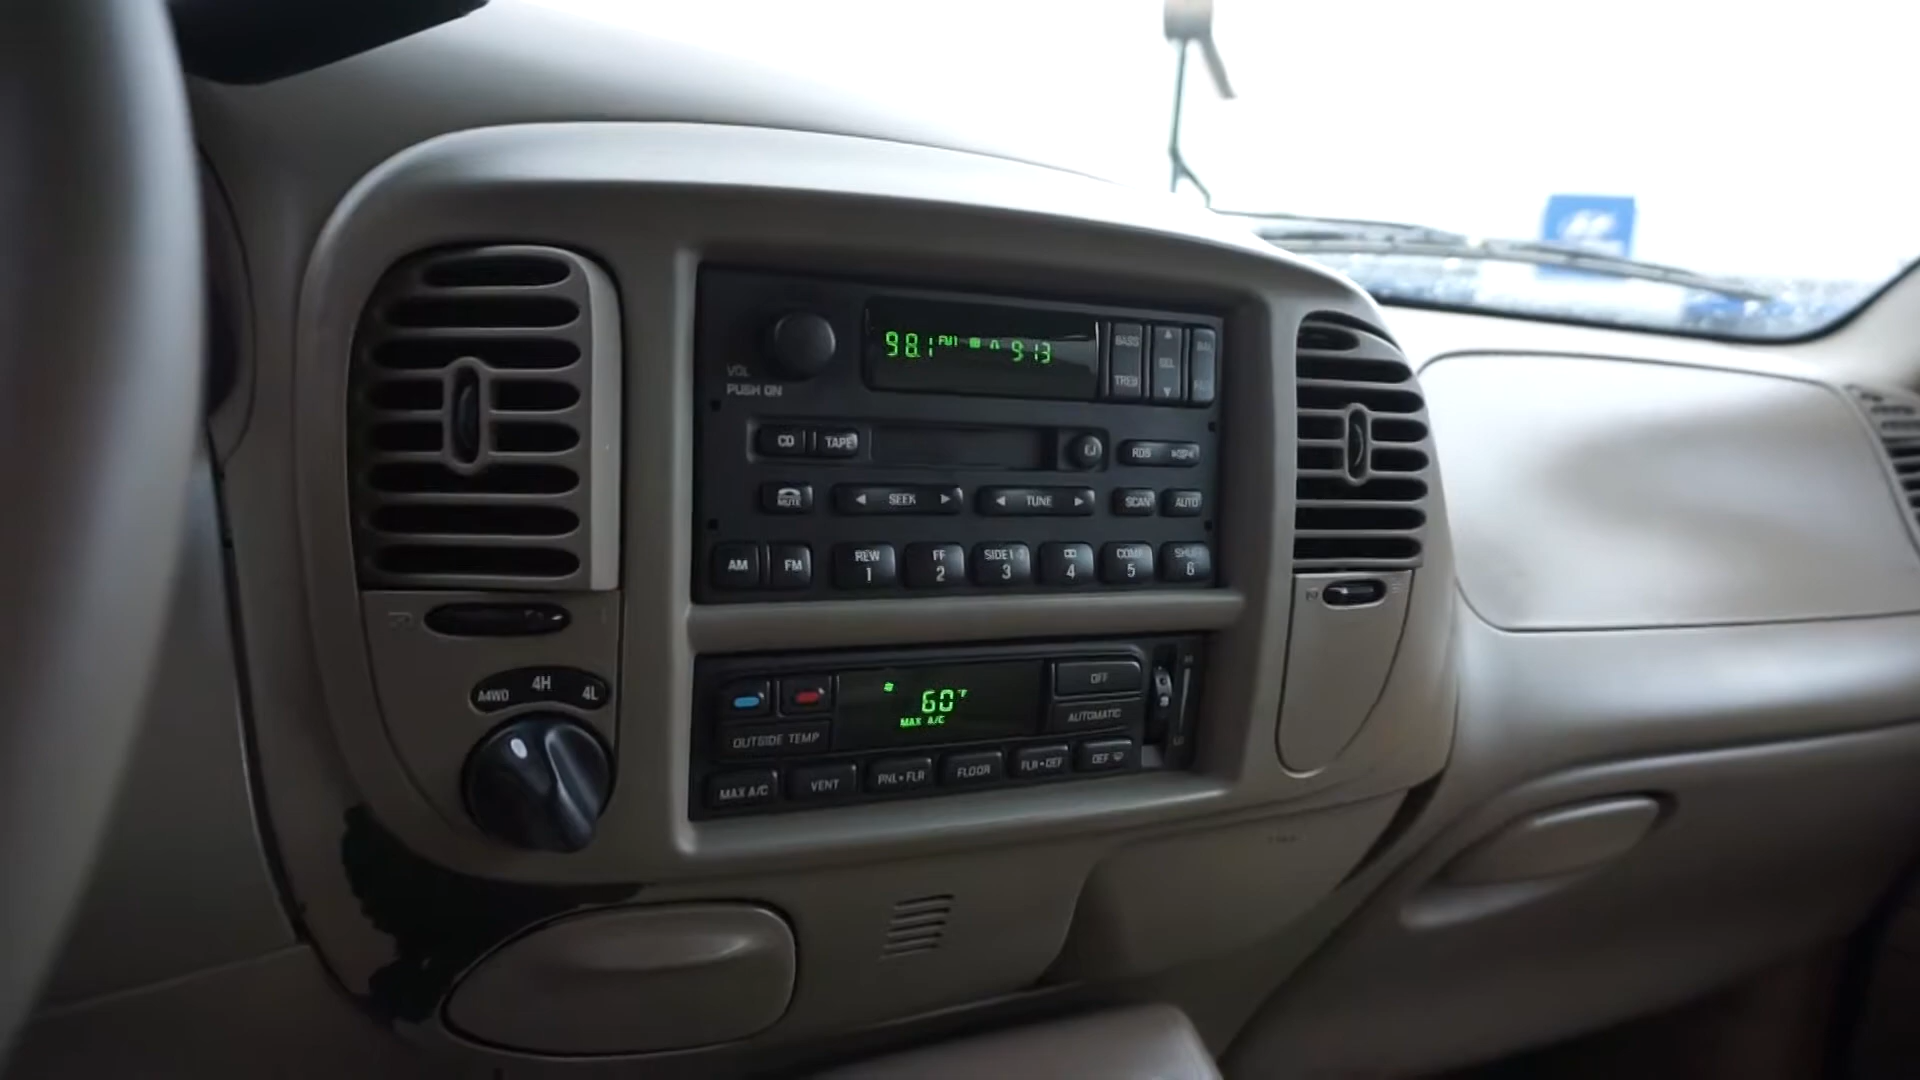 98.1 FM1 913
BASS
TREB
SEL
VOL
PUSH ON
CD TAPE
RDS
MUTE
SEEK
TUNE
SCAN
AUTO
AM
FM
REW
1
FF
2
SIDE 1-2
3
4
COMP
5
SHUF
6
A4WD 4H 4L
60°F
MAX A/C
OFF
AUTOMATIC
OUTSIDE TEMP
MAX A/C
VENT
PNL•FLR
FLOOR
FLR•DEF
DEF